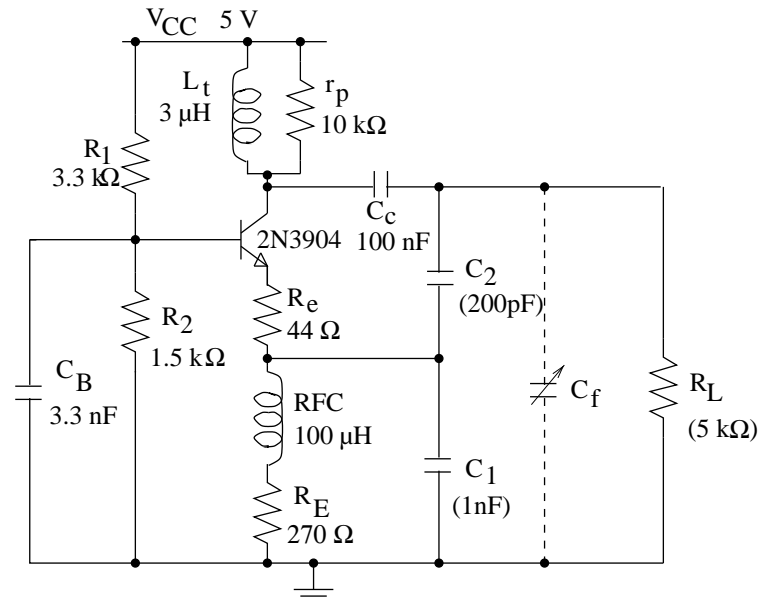 VCC 5 V
Lt
3 µH
rp
10 kΩ
R1
3.3 kΩ
Cc
100 nF
2N3904
C2
(200pF)
Re
44 Ω
R2
1.5 kΩ
CB
3.3 nF
RFC
100 µH
Cf
RL
(5 kΩ)
C1
(1nF)
RE
270 Ω